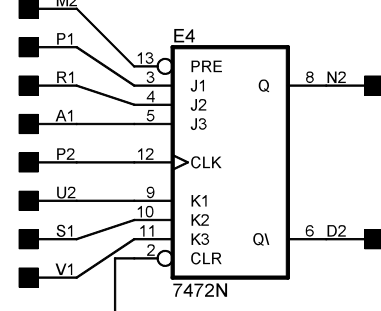 M2
E4
P1 13 PRE
3 J1 Q 8 N2
R1 4 J2
A1 5 J3
P2 12 CLK
U2 9 K1
10 K2
S1 11 K3 Q\ 6 D2
2 CLR
V1
7472N